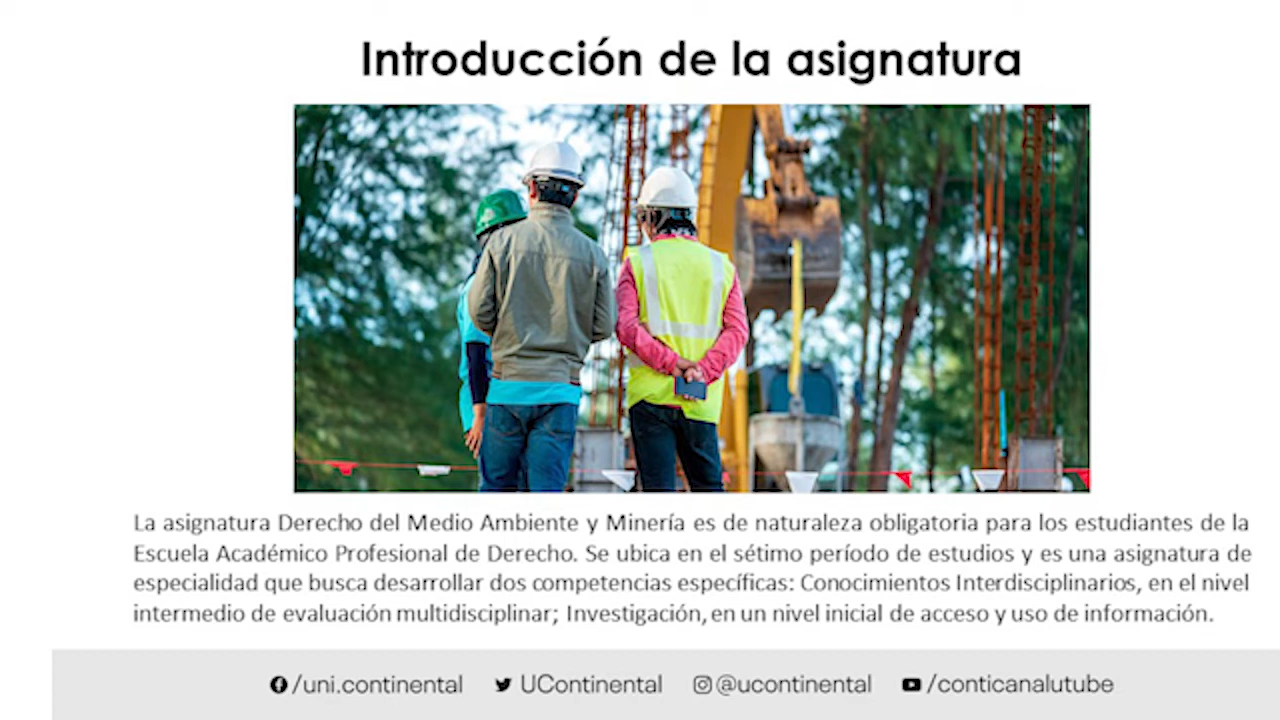 Introducción de la asignatura
La asignatura Derecho del Medio Ambiente y Minería es de naturaleza obligatoria para los estudiantes de la
Escuela Académico Profesional de Derecho. Se ubica en el sétimo período de estudios y es una asignatura de
especialidad que busca desarrollar dos competencias específicas: Conocimientos Interdisciplinarios, en el nivel
intermedio de evaluación multidisciplinar; Investigación, en un nivel inicial de acceso y uso de información.
/uni.continental UContinental @ucontinental /conticanalutube